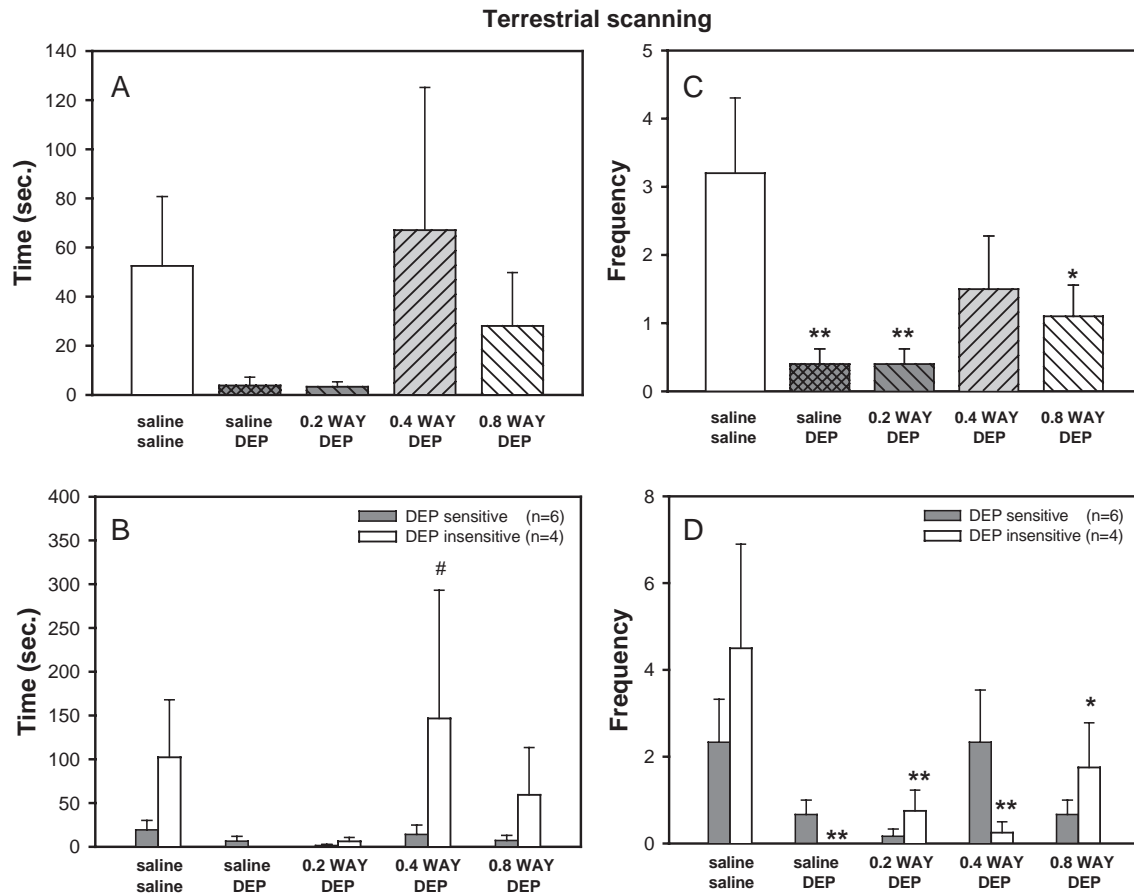 Terrestrial scanning
A
Time (sec.)
140
120
100
80
60
40
20
0
saline saline 0.2 WAY 0.4 WAY 0.8 WAY
saline DEP DEP DEP DEP
C
Frequency
5
4
3
2
1
0
** ** *
saline saline 0.2 WAY 0.4 WAY 0.8 WAY
saline DEP DEP DEP DEP
B
Time (sec.)
400
350
300
250
200
150
100
50
0
DEP sensitive (n=6)
DEP insensitive (n=4)
#
saline saline 0.2 WAY 0.4 WAY 0.8 WAY
saline DEP DEP DEP DEP
D
Frequency
8
6
4
2
0
DEP sensitive (n=6)
DEP insensitive (n=4)
** ** ** *
saline saline 0.2 WAY 0.4 WAY 0.8 WAY
saline DEP DEP DEP DEP